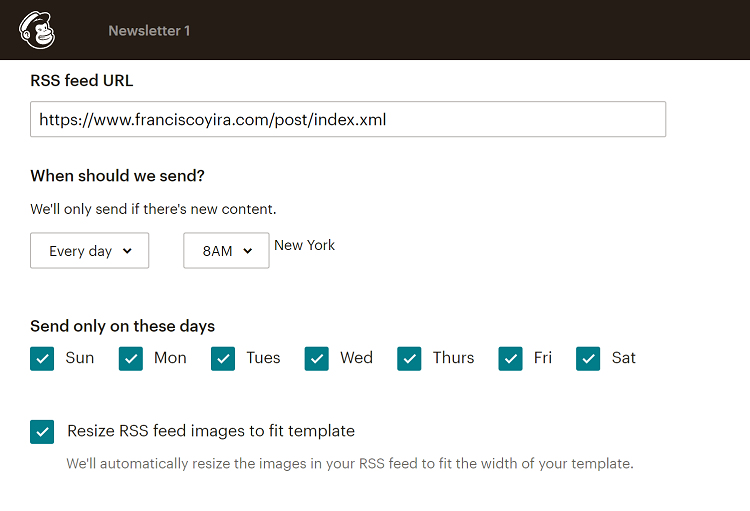 Newsletter 1
RSS feed URL
https://www.franciscoyira.com/post/index.xml
When should we send?
We'll only send if there's new content.
Every day 8AM New York
Send only on these days
Sun Mon Tues Wed Thurs Fri Sat
Resize RSS feed images to fit template
We'll automatically resize the images in your RSS feed to fit the width of your template.